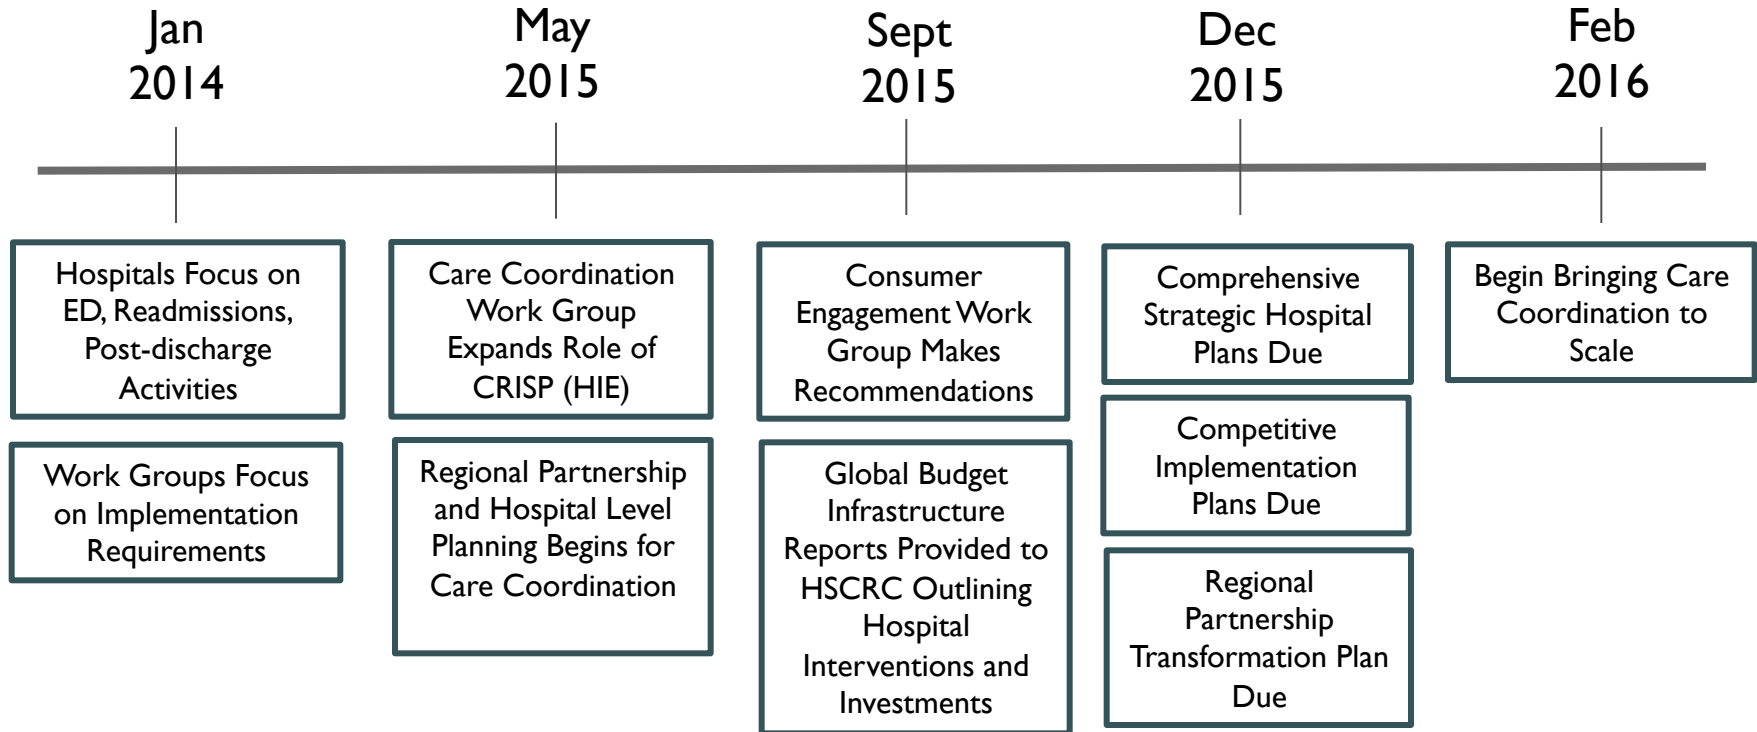 Jan
2014
May
2015
Sept
2015
Dec
2015
Feb
2016
Hospitals Focus on
ED, Readmissions,
Post-discharge
Activities
Work Groups Focus
on Implementation
Requirements
Care Coordination
Work Group
Expands Role of
CRISP (HIE)
Regional Partnership
and Hospital Level
Planning Begins for
Care Coordination
Consumer
Engagement Work
Group Makes
Recommendations
Global Budget
Infrastructure
Reports Provided to
HSCRC Outlining
Hospital
Interventions and
Investments
Comprehensive
Strategic Hospital
Plans Due
Competitive
Implementation
Plans Due
Regional
Partnership
Transformation Plan
Due
Begin Bringing Care
Coordination to
Scale